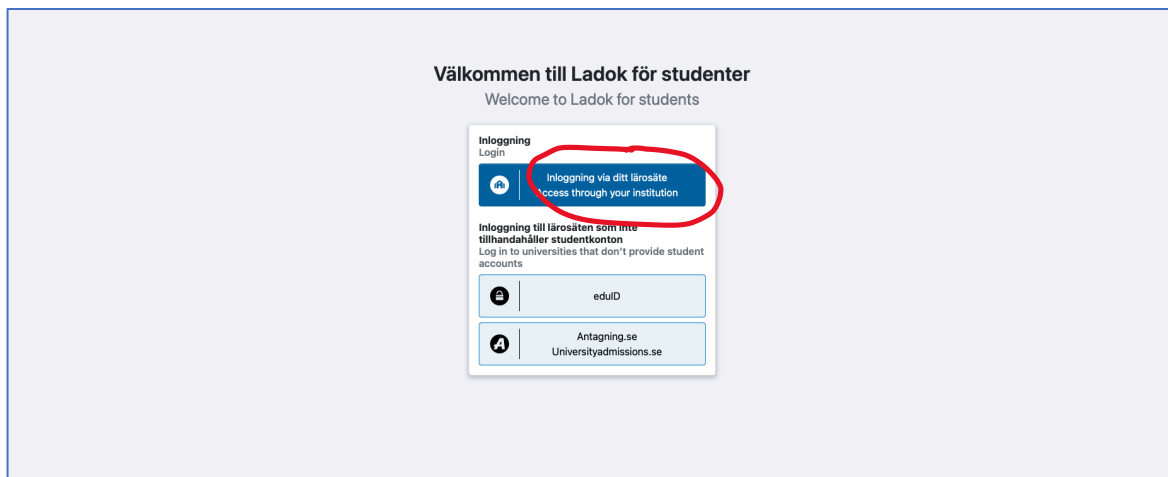 Välkommen till Ladok för studenter
Welcome to Ladok for students
Inloggning
Login
Inloggning via ditt lärosäte
Access through your institution
Inloggning till lärosäten som inte
tillhandahåller studentkonton
Log in to universities that don't provide student
accounts
eduID
Antagning.se
Universityadmissions.se